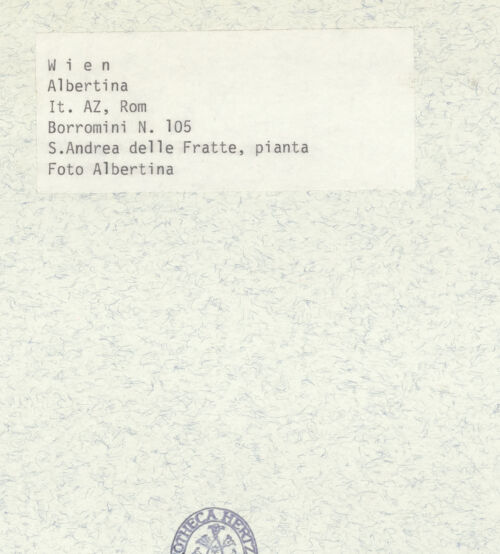 W i e n
Albertina
It. AZ, Rom
Borromini N. 105
S.Andrea delle Fratte, pianta
Foto Albertina